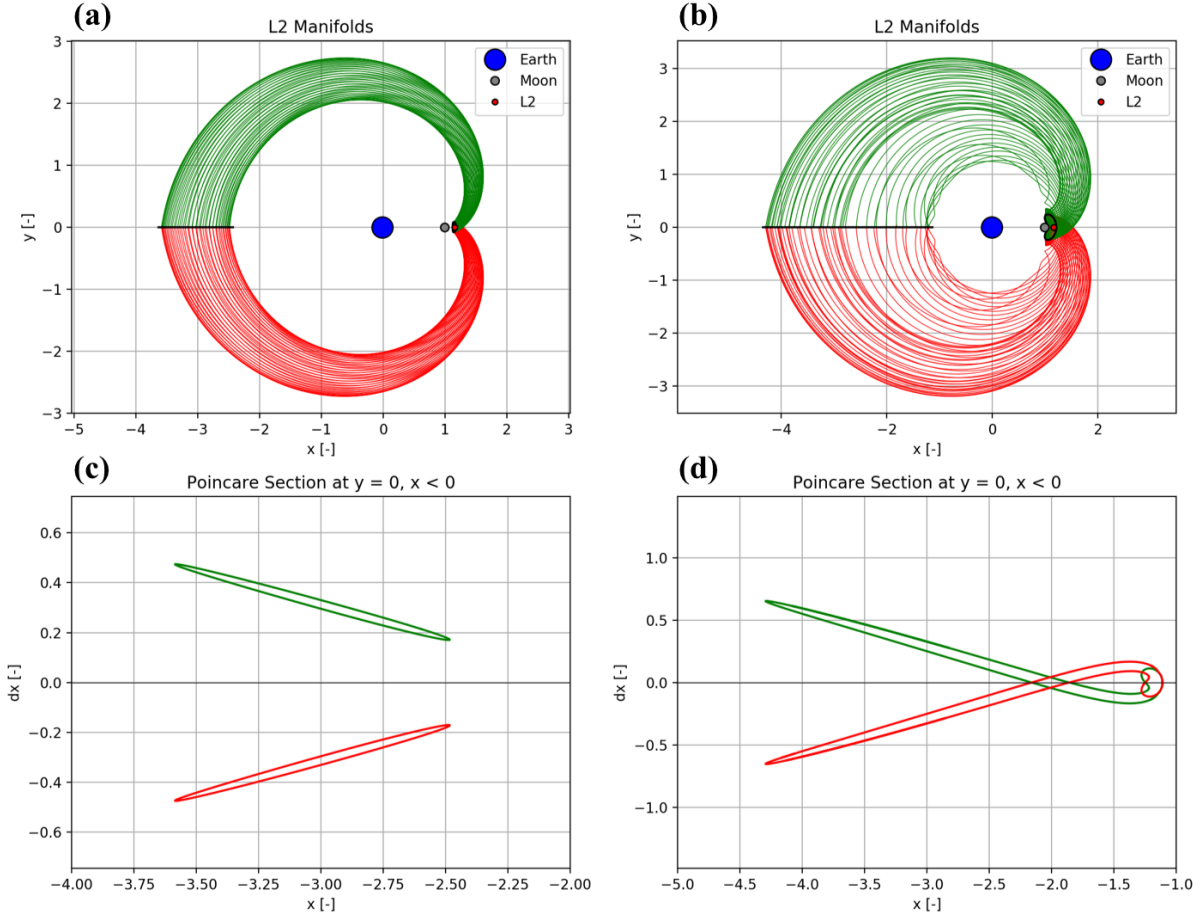 (a)
L2 Manifolds
3
2
1
0
−1
−2
−3
y [-]
−5
−4
−3
−2
−1
0
1
2
3
x [-]
Earth
Moon
L2
(b)
L2 Manifolds
3
2
1
0
−1
−2
−3
y [-]
−4
−2
0
2
x [-]
Earth
Moon
L2
(c)
Poincare Section at y = 0, x < 0
0.6
0.4
0.2
0.0
−0.2
−0.4
−0.6
dx [-]
−4.00
−3.75
−3.50
−3.25
−3.00
−2.75
−2.50
−2.25
−2.00
x [-]
(d)
Poincare Section at y = 0, x < 0
1.0
0.5
0.0
−0.5
−1.0
dx [-]
−5.0
−4.5
−4.0
−3.5
−3.0
−2.5
−2.0
−1.5
−1.0
x [-]